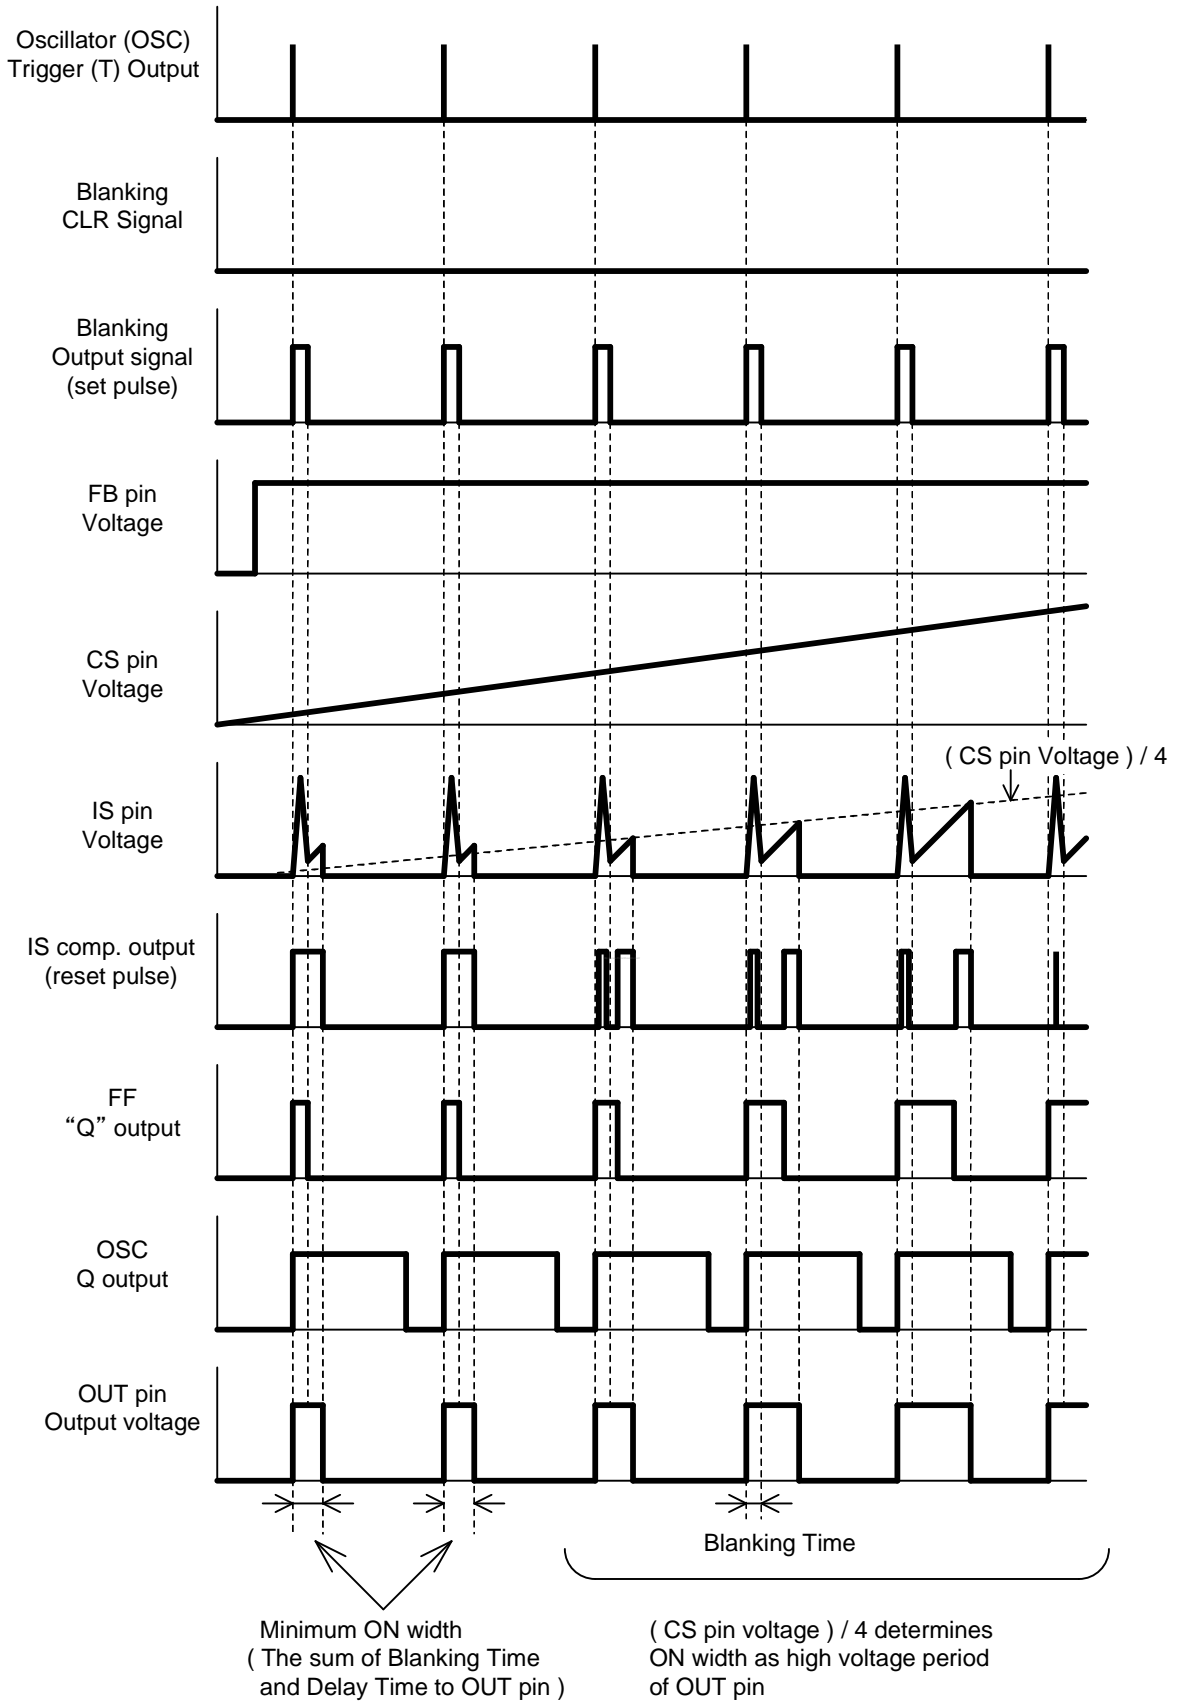 Oscillator (OSC)
Trigger (T) Output
Blanking
CLR Signal
Blanking
Output signal
(set pulse)
FB pin
Voltage
CS pin
Voltage
( CS pin Voltage ) / 4
IS pin
Voltage
IS comp. output
(reset pulse)
FF
“Q” output
OSC
Q output
OUT pin
Output voltage
Blanking Time
Minimum ON width
( The sum of Blanking Time
and Delay Time to OUT pin )
( CS pin voltage ) / 4 determines
ON width as high voltage period
of OUT pin